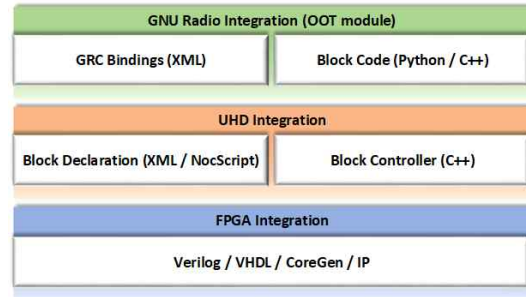 GNU Radio Integration (OOT module)
GRC Bindings (XML)
Block Code (Python / C++)
UHD Integration
Block Declaration (XML / NocScript)
Block Controller (C++)
FPGA Integration
Verilog / VHDL / CoreGen / IP